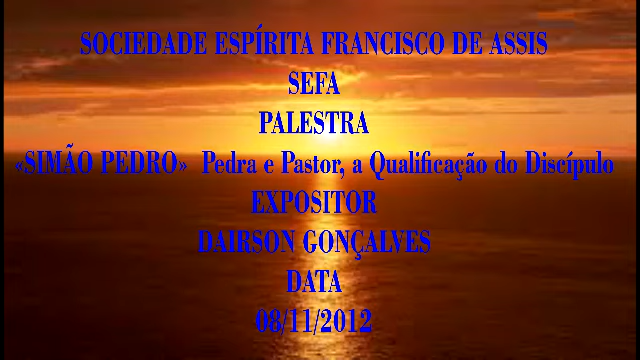 SOCIEDADE ESPÍRITA FRANCISCO DE ASSIS
SEFA
PALESTRA
«SIMÃO PEDRO» Pedra e Pastor, a Qualificação do Discípulo
EXPOSITOR
DAIRSON GONÇALVES
DATA
08/11/2012